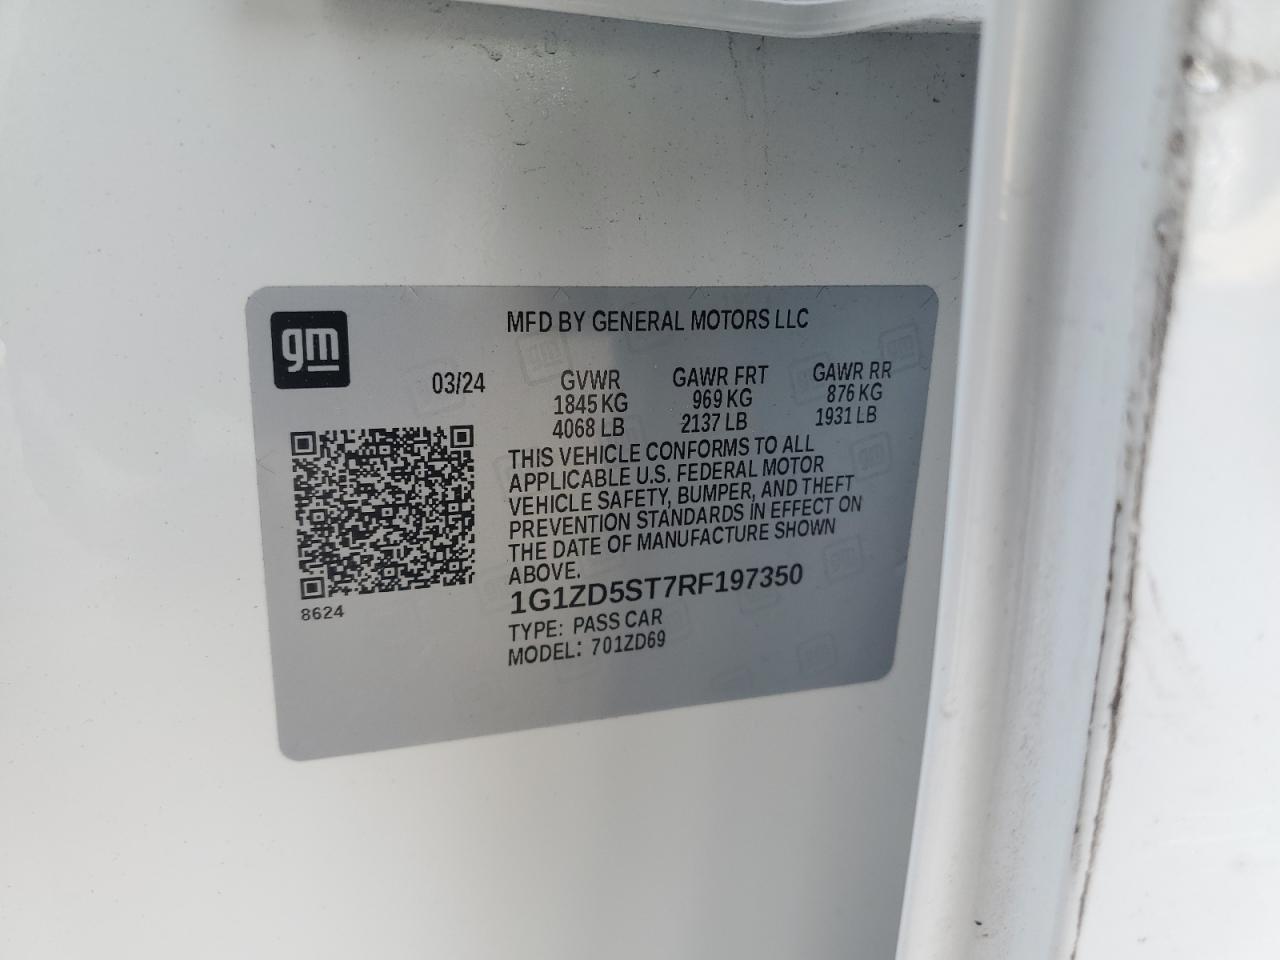 gm
MFD BY GENERAL MOTORS LLC
03/24 GVWR GAWR FRT GAWR RR
1845 KG 969 KG 876 KG
4068 LB 2137 LB 1931 LB
THIS VEHICLE CONFORMS TO ALL
APPLICABLE U.S. FEDERAL MOTOR
VEHICLE SAFETY, BUMPER, AND THEFT
PREVENTION STANDARDS IN EFFECT ON
THE DATE OF MANUFACTURE SHOWN
ABOVE.
1G1ZD5ST7RF197350
TYPE: PASS CAR
MODEL: 701ZD69
8624